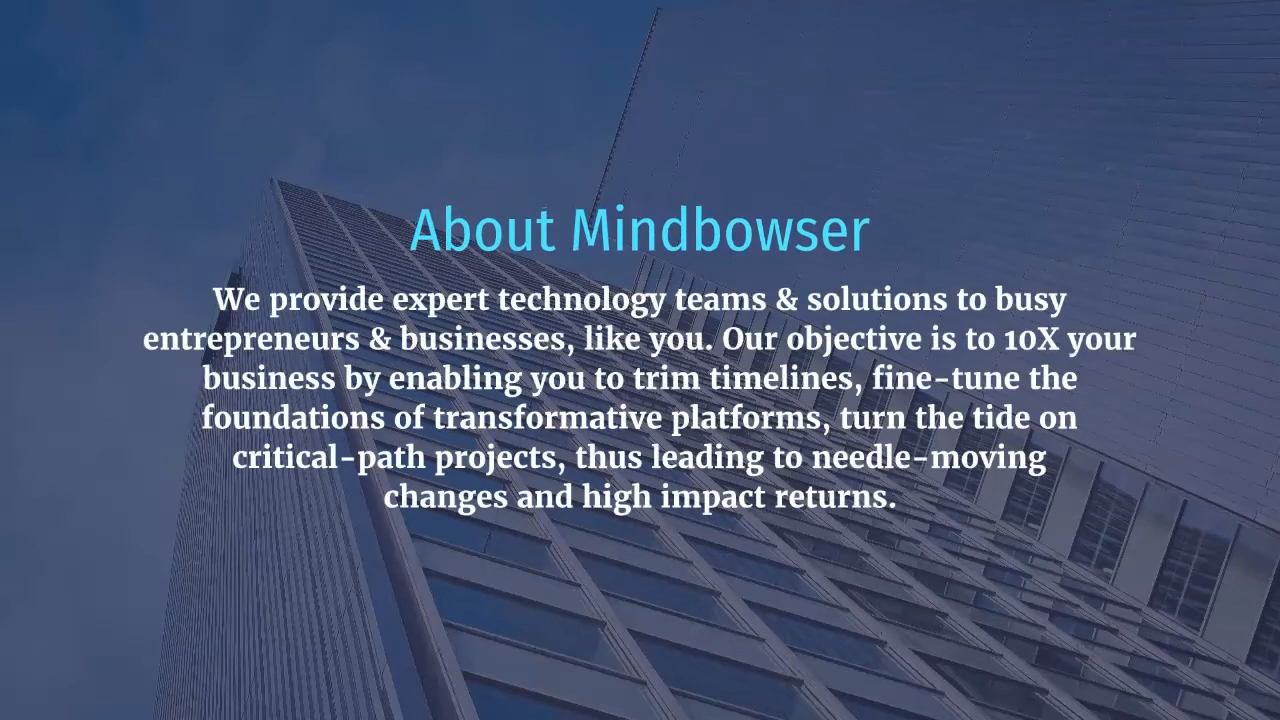 About Mindbowser
We provide expert technology teams & solutions to busy
entrepreneurs & businesses, like you. Our objective is to 10X your
business by enabling you to trim timelines, fine-tune the
foundations of transformative platforms, turn the tide on
critical-path projects, thus leading to needle-moving
changes and high impact returns.